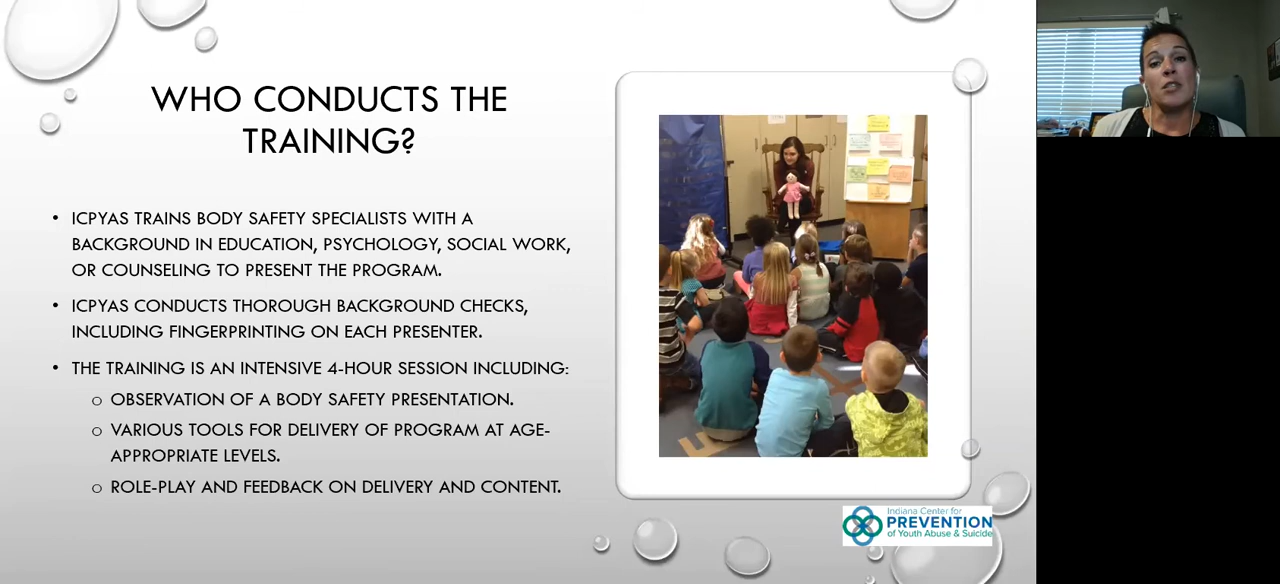 WHO CONDUCTS THE
TRAINING?
• ICPYAS TRAINS BODY SAFETY SPECIALISTS WITH A
BACKGROUND IN EDUCATION, PSYCHOLOGY, SOCIAL WORK,
OR COUNSELING TO PRESENT THE PROGRAM.
• ICPYAS CONDUCTS THOROUGH BACKGROUND CHECKS,
INCLUDING FINGERPRINTING ON EACH PRESENTER.
• THE TRAINING IS AN INTENSIVE 4-HOUR SESSION INCLUDING:
o OBSERVATION OF A BODY SAFETY PRESENTATION.
o VARIOUS TOOLS FOR DELIVERY OF PROGRAM AT AGE-
APPROPRIATE LEVELS.
o ROLE-PLAY AND FEEDBACK ON DELIVERY AND CONTENT.
Indiana Center for
PREVENTION
of Youth Abuse & Suicide